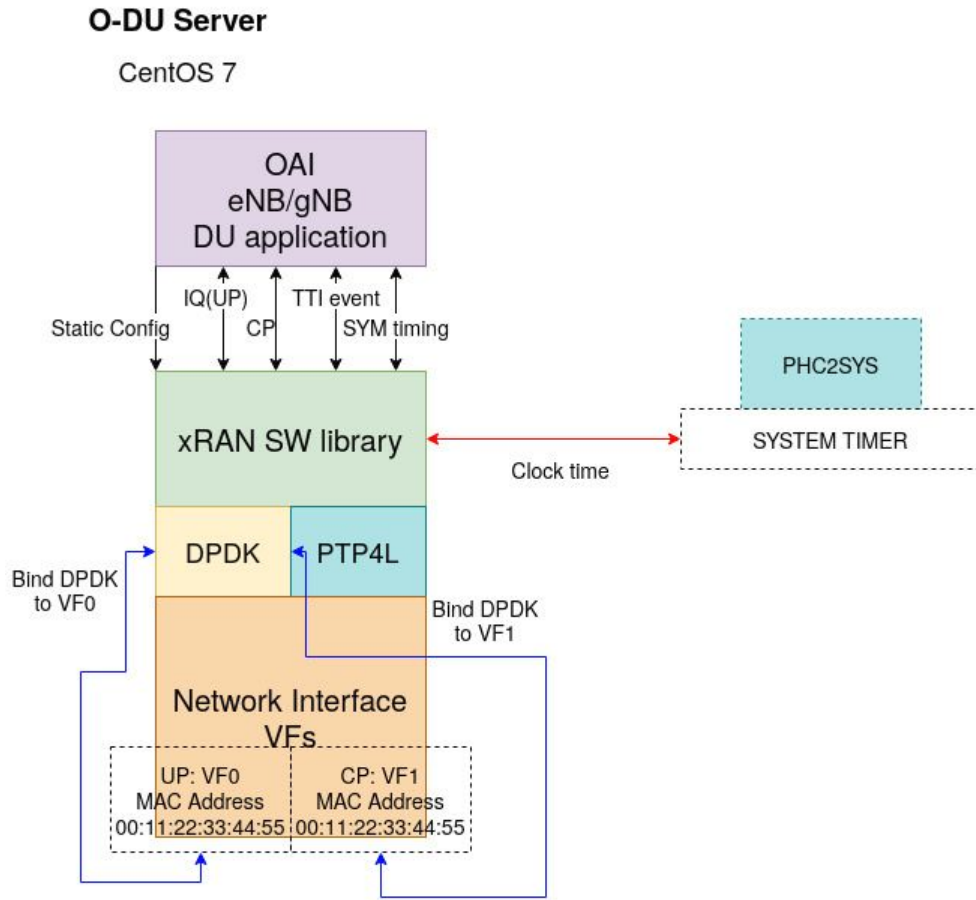 O-DU Server
CentOS 7
OAI
eNB/gNB
DU application
IQ(UP)
TTI event
Static Config
CP
SYM timing
xRAN SW library
PHC2SYS
SYSTEM TIMER
Clock time
DPDK
PTP4L
Bind DPDK
to VF0
Bind DPDK
to VF1
Network Interface
VFs
UP: VF0
MAC Address
00:11:22:33:44:55
CP: VF1
MAC Address
00:11:22:33:44:55